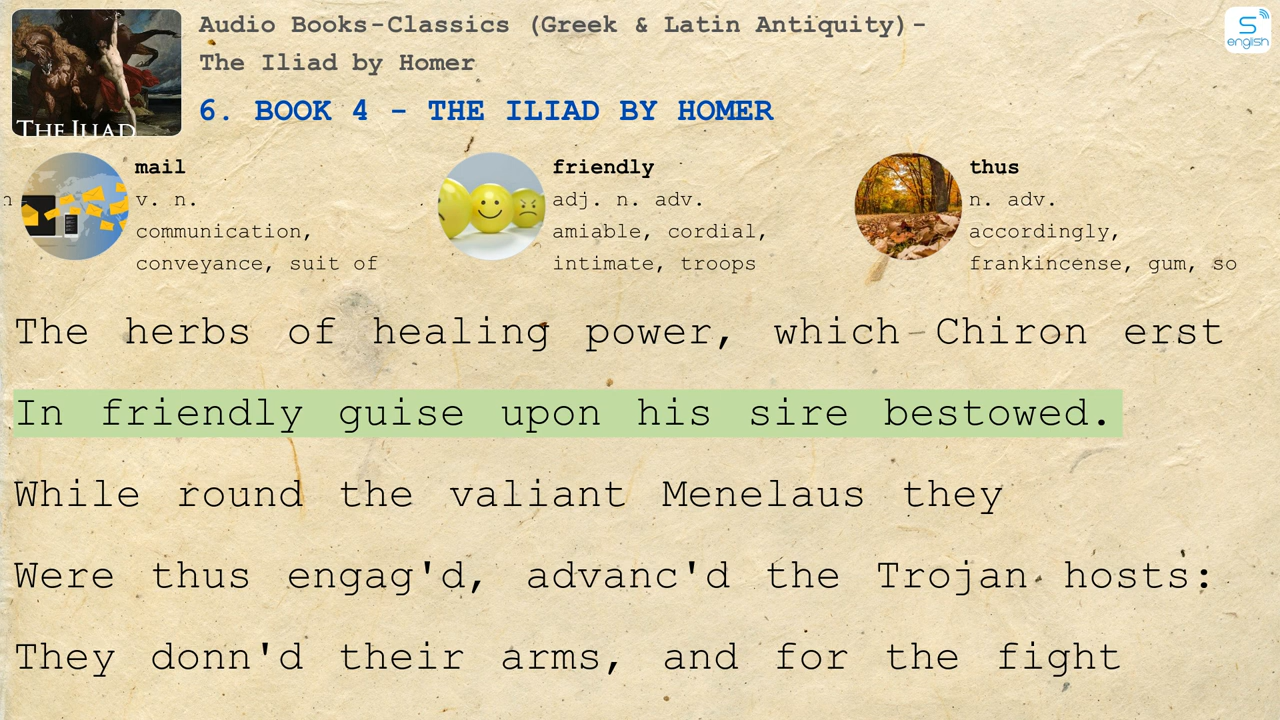 Audio Books-Classics (Greek & Latin Antiquity)-
The Iliad by Homer
6. BOOK 4 - THE ILIAD BY HOMER
THE ILIAD
S
english
n
mail
v. n.
communication,
conveyance, suit of
friendly
adj. n. adv.
amiable, cordial,
intimate, troops
thus
n. adv.
accordingly,
frankincense, gum, so
The herbs of healing power, which Chiron erst
In friendly guise upon his sire bestowed.
While round the valiant Menelaus they
Were thus engag'd, advanc'd the Trojan hosts:
They donn'd their arms, and for the fight